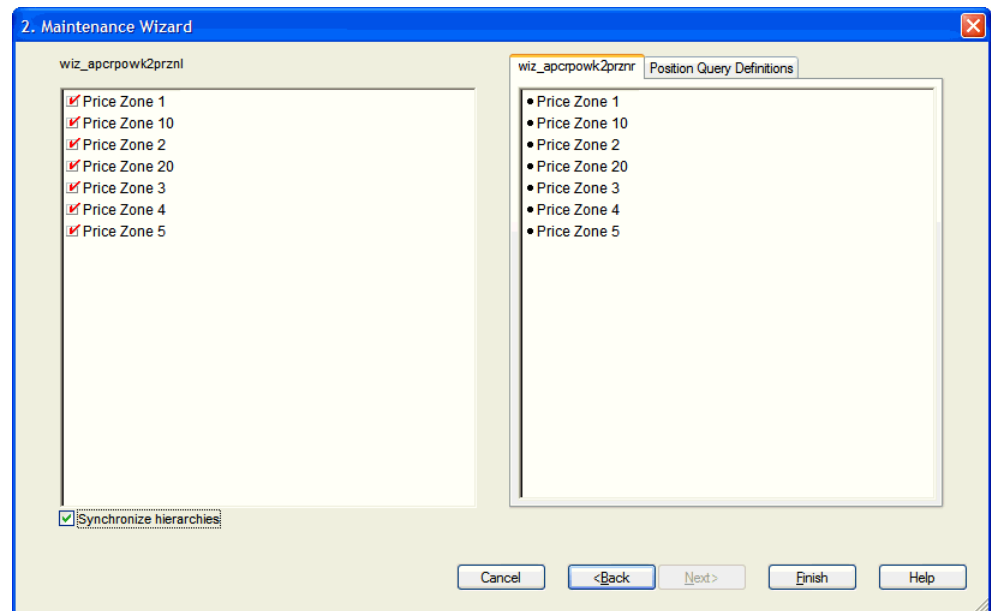 2. Maintenance Wizard
wiz_apcrpowk2prznl
Price Zone 1
Price Zone 10
Price Zone 2
Price Zone 20
Price Zone 3
Price Zone 4
Price Zone 5
Synchronize hierarchies
wiz_apcrpowk2prznr
Position Query Definitions
Price Zone 1
Price Zone 10
Price Zone 2
Price Zone 20
Price Zone 3
Price Zone 4
Price Zone 5
Cancel
<Back
Next>
Finish
Help